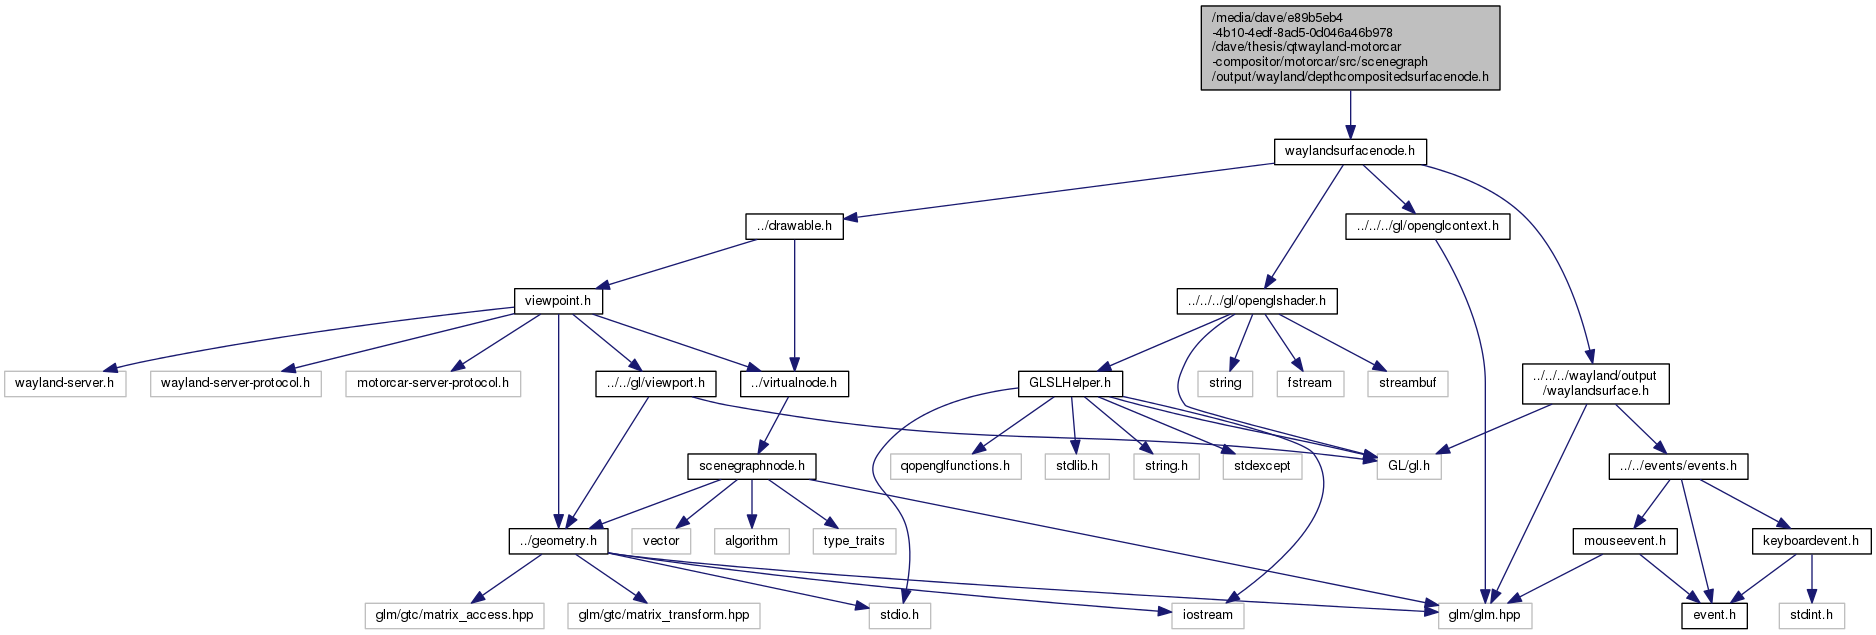 /media/dave/e89b5eb4
-4b10-4edf-8ad5-0d046a46b978
/dave/thesis/qtwayland-motorcar
-compositor/motorcar/src/scenegraph
/output/wayland/depthcompositedsurfacenode.h
waylandsurfacenode.h
../drawable.h
../../../gl/openglcontext.h
viewpoint.h
../../../gl/openglshader.h
wayland-server.h
wayland-server-protocol.h
motorcar-server-protocol.h
../../gl/viewport.h
../virtualnode.h
GLSLHelper.h
string
fstream
streambuf
../../../wayland/output
/waylandsurface.h
scenegraphnode.h
qopenglfunctions.h
stdlib.h
string.h
stdexcept
GL/gl.h
../../events/events.h
../geometry.h
vector
algorithm
type_traits
mouseevent.h
keyboardevent.h
glm/gtc/matrix_access.hpp
glm/gtc/matrix_transform.hpp
stdio.h
iostream
glm/glm.hpp
event.h
stdint.h